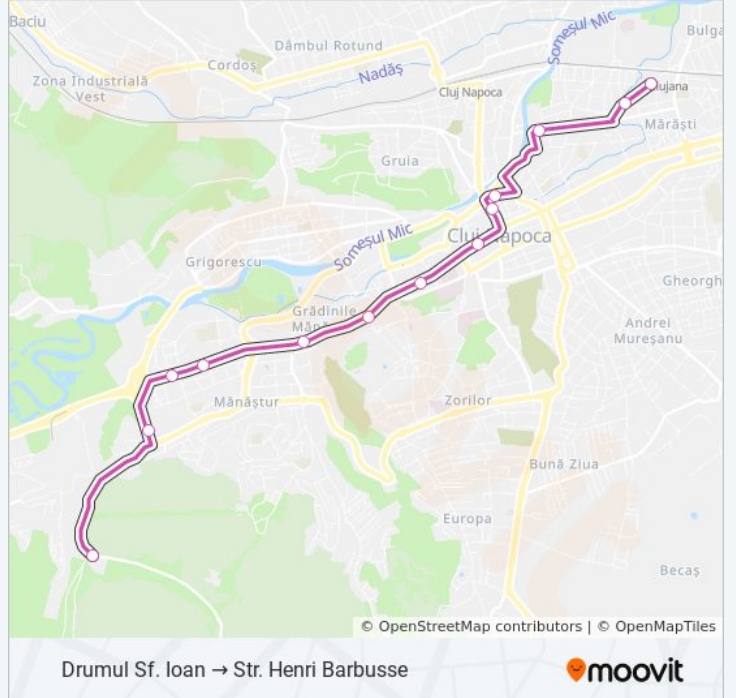 Baciu
Someșul Mic
Bulga
Dâmbul Rotund
Cordoș
Nadăș
Zona Industrială
Vest
Cluj Napoca
lujana
Mărăști
Gruia
Someșul Mic
Cluj Napoca
Grigorescu
Gheorgh
Grădinile
Mănă
Andrei
Mureșanu
Mănăștur
Zorilor
Bună Ziua
Europa
Becaș
© OpenStreetMap contributors | © OpenMapTiles
Drumul Sf. Ioan → Str. Henri Barbusse
moovit